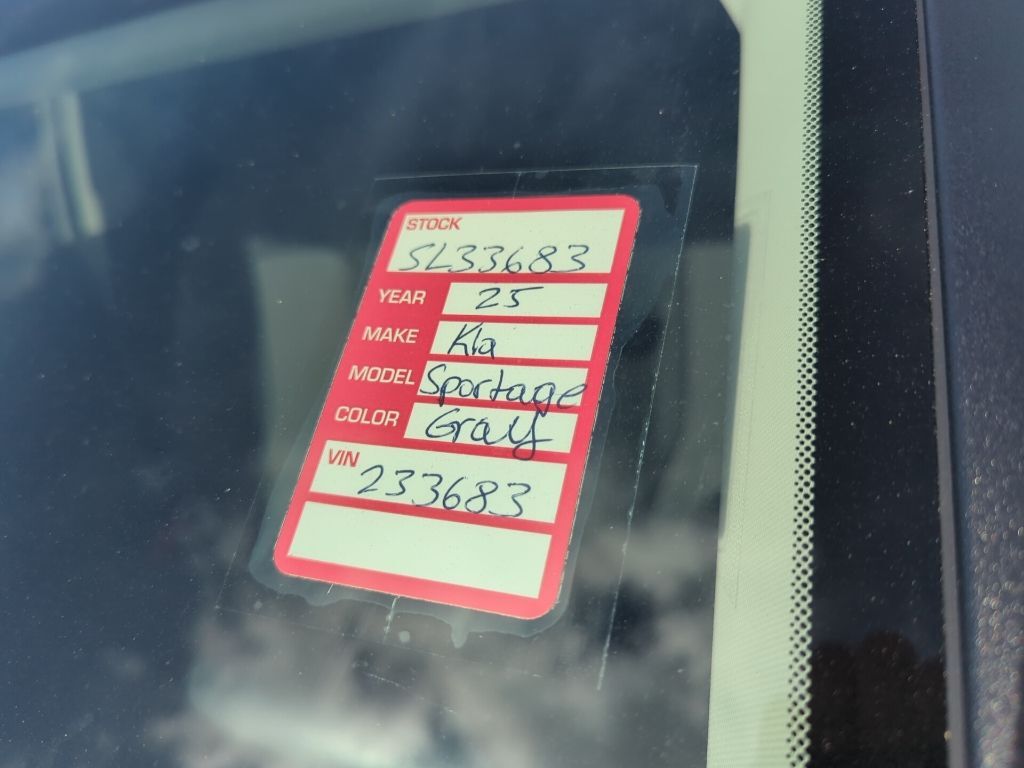 STOCK
SL33683
YEAR 25
MAKE Kia
MODEL Sportage
COLOR Gray
VIN
233683